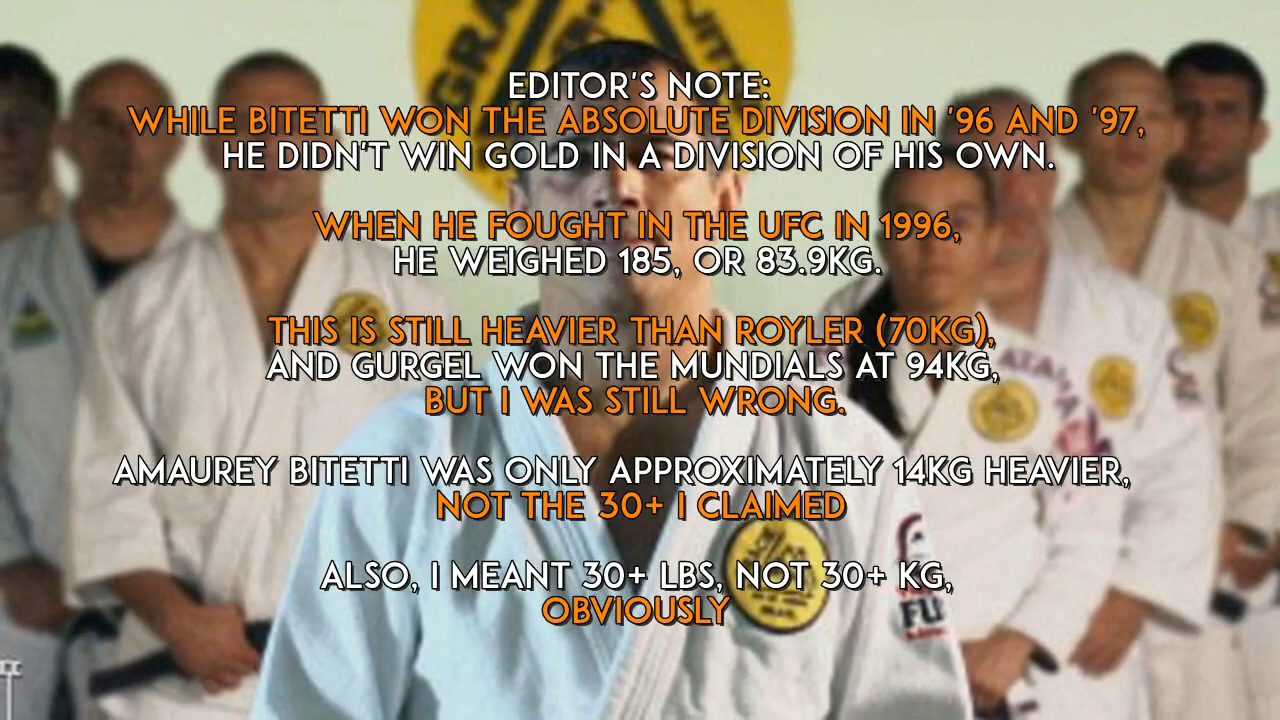 GRA
JITS
EDITOR'S NOTE:
WHILE BITETTI WON THE ABSOLUTE DIVISION IN '96 AND '97,
HE DIDN'T WIN GOLD IN A DIVISION OF HIS OWN.
WHEN HE FOUGHT IN THE UFC IN 1996,
HE WEIGHED 185, OR 83.9KG.
THIS IS STILL HEAVIER THAN ROYLER (70KG),
AND GURGEL WON THE MUNDIALS AT 94KG,
BUT I WAS STILL WRONG.
AMAUREY BITETTI WAS ONLY APPROXIMATELY 14KG HEAVIER,
NOT THE 30+ I CLAIMED
ALSO, I MEANT 30+ LBS, NOT 30+ KG,
OBVIOUSLY
FU